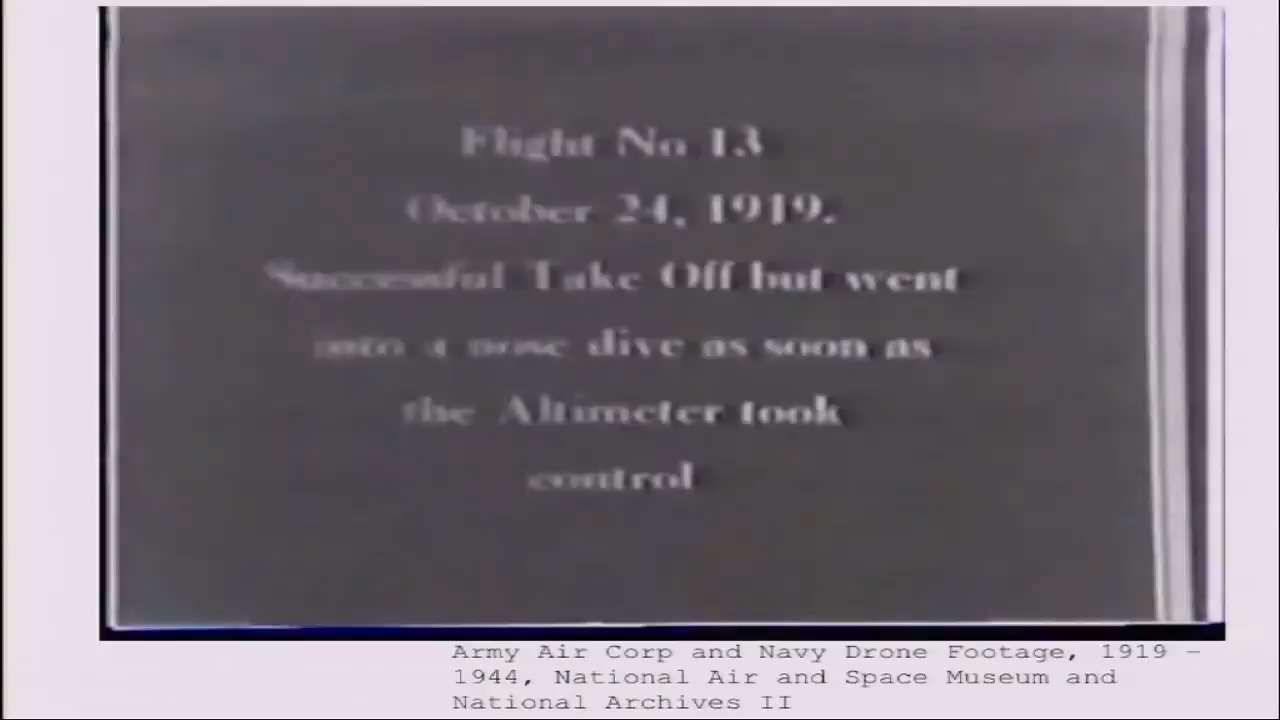 Flight No. 13
October 24, 1919.
Successful Take Off but went
into a nose dive as soon as
the Altimeter took
control
Army Air Corp and Navy Drone Footage, 1919 –
1944, National Air and Space Museum and
National Archives II